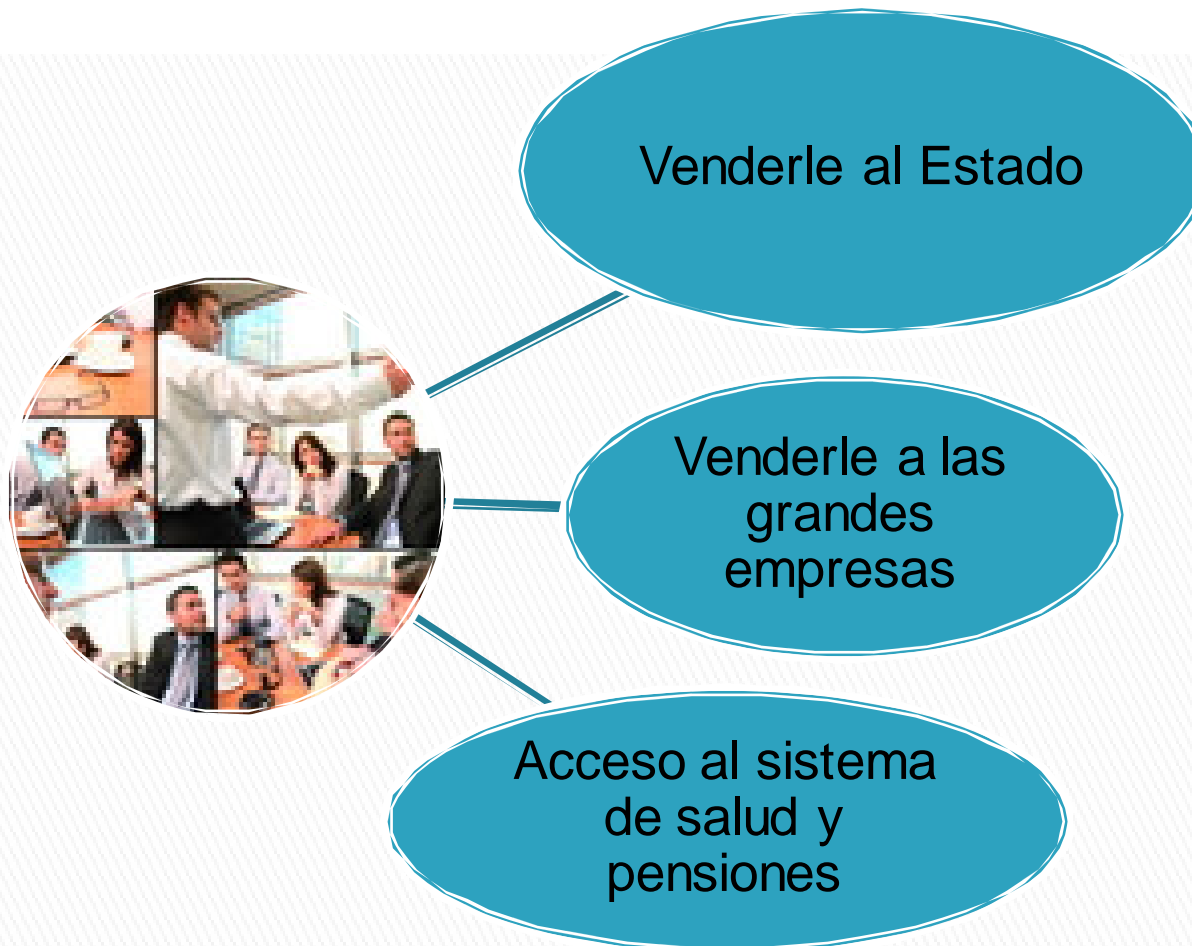 Venderle al Estado
Venderle a las
grandes
empresas
Acceso al sistema
de salud y
pensiones